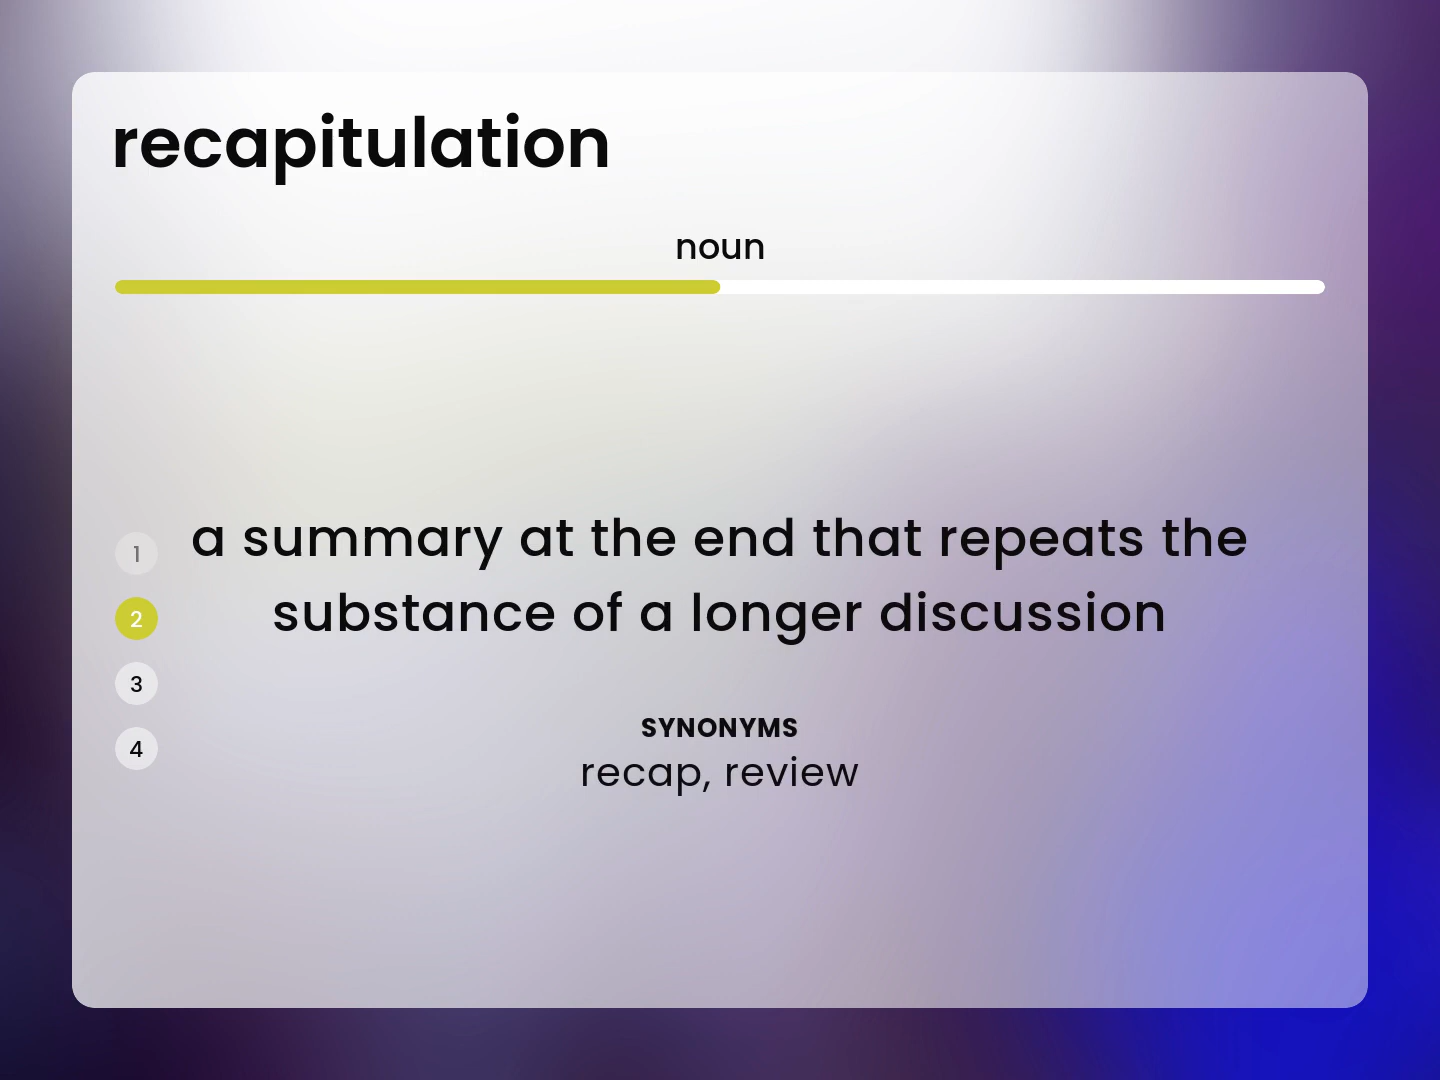 recapitulation
noun
1
2
3
4
a summary at the end that repeats the
substance of a longer discussion
SYNONYMS
recap, review